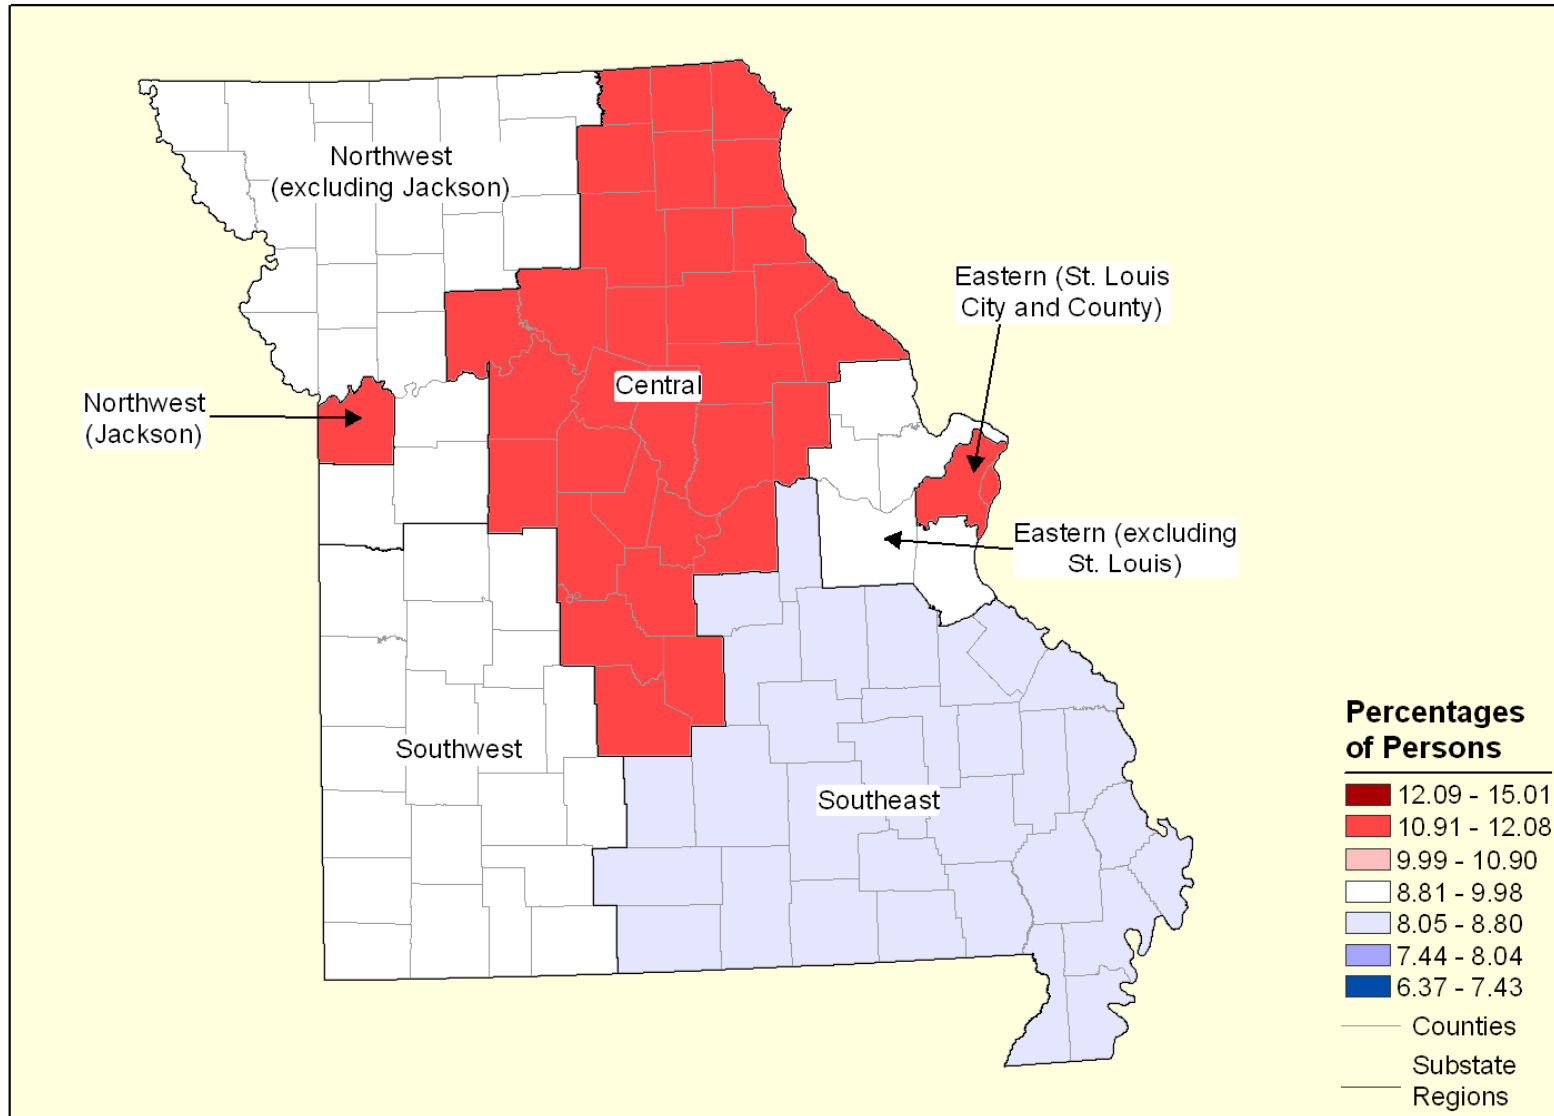 Northwest
(excluding Jackson)
Eastern (St. Louis
City and County)
Central
Northwest
(Jackson)
Eastern (excluding
St. Louis)
Southwest
Southeast
Percentages
of Persons
12.09 - 15.01
10.91 - 12.08
9.99 - 10.90
8.81 - 9.98
8.05 - 8.80
7.44 - 8.04
6.37 - 7.43
Counties
Substate
Regions